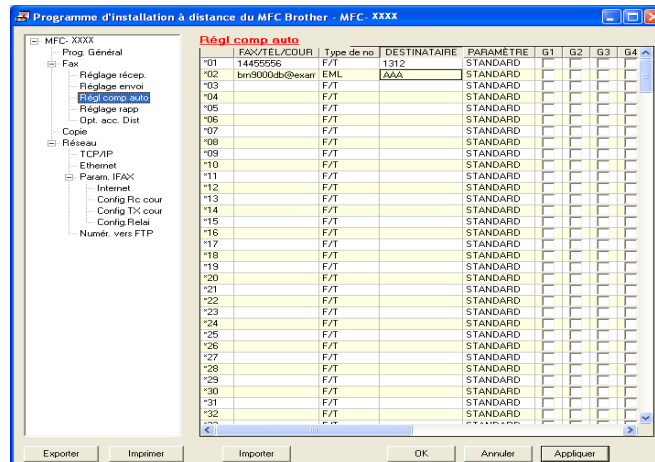 Programme d'installation à distance du MFC Brother - MFC- XXXX
MFC- XXXX
Prog. Général
Fax
Réglage récep.
Réglage envoi
Régl comp auto
Réglage rapp
Opt. acc. Dist
Copie
Réseau
TCP/IP
Ethernet
Param. IFAX
Internet
Config Rc cour
Config TX cour
Config.Relai
Numér. vers FTP
Régl comp auto
FAX/TÉL/COUR Type de no DESTINATAIRE PARAMÈTRE G1 G2 G3 G4
*01 14455556 F/T 1312 STANDARD
*02 brn9000db@exam EML AAA STANDARD
*03 F/T STANDARD
*04 F/T STANDARD
*05 F/T STANDARD
*06 F/T STANDARD
*07 F/T STANDARD
*08 F/T STANDARD
*09 F/T STANDARD
*10 F/T STANDARD
*11 F/T STANDARD
*12 F/T STANDARD
*13 F/T STANDARD
*14 F/T STANDARD
*15 F/T STANDARD
*16 F/T STANDARD
*17 F/T STANDARD
*18 F/T STANDARD
*19 F/T STANDARD
*20 F/T STANDARD
*21 F/T STANDARD
*22 F/T STANDARD
*23 F/T STANDARD
*24 F/T STANDARD
*25 F/T STANDARD
*26 F/T STANDARD
*27 F/T STANDARD
*28 F/T STANDARD
*29 F/T STANDARD
*30 F/T STANDARD
*31 F/T STANDARD
*32 F/T STANDARD
Exporter Imprimer Importer OK Annuler Appliquer